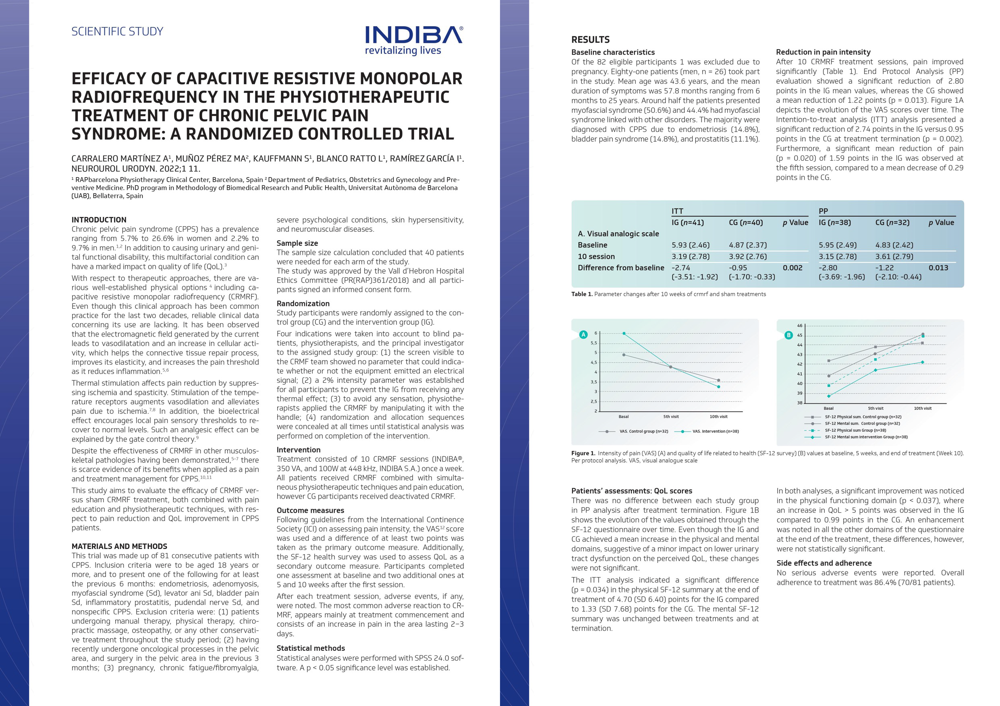 SCIENTIFIC STUDY
INDIBA®
revitalizing lives
EFFICACY OF CAPACITIVE RESISTIVE MONOPOLAR
RADIOFREQUENCY IN THE PHYSIOTHERAPEUTIC
TREATMENT OF CHRONIC PELVIC PAIN
SYNDROME: A RANDOMIZED CONTROLLED TRIAL
CARRALERO MARTÍNEZ A¹, MUÑOZ PÉREZ MA², KAUFFMANN S¹, BLANCO RATTO L¹, RAMÍREZ GARCÍA I¹.
NEUROUROL URODYN. 2022;1 11.
¹ RAPbarcelona Physiotherapy Clinical Center, Barcelona, Spain ² Department of Pediatrics, Obstetrics and Gynecology and Pre-
ventive Medicine. PhD program in Methodology of Biomedical Research and Public Health, Universitat Autònoma de Barcelona
(UAB), Bellaterra, Spain
INTRODUCTION
Chronic pelvic pain syndrome (CPPS) has a prevalence
ranging from 5.7% to 26.6% in women and 2.2% to
9.7% in men.¹,² In addition to causing urinary and geni-
tal functional disability, this multifactorial condition can
have a marked impact on quality of life (QoL).³
With respect to therapeutic approaches, there are va-
rious well-established physical options ⁴ including ca-
pacitive resistive monopolar radiofrequency (CRMRF).
Even though this clinical approach has been common
practice for the last two decades, reliable clinical data
concerning its use are lacking. It has been observed
that the electromagnetic field generated by the current
leads to vasodilatation and an increase in cellular acti-
vity, which helps the connective tissue repair process,
improves its elasticity, and increases the pain threshold
as it reduces inflammation.⁵,⁶
Thermal stimulation affects pain reduction by suppres-
sing ischemia and spasticity. Stimulation of the tempe-
rature receptors augments vasodilation and alleviates
pain due to ischemia.⁷,⁸ In addition, the bioelectrical
effect encourages local pain sensory thresholds to re-
cover to normal levels. Such an analgesic effect can be
explained by the gate control theory.⁹
Despite the effectiveness of CRMRF in other musculos-
keletal pathologies having been demonstrated,⁵⁻⁷ there
is scarce evidence of its benefits when applied as a pain
and treatment management for CPPS.¹⁰,¹¹
This study aims to evaluate the efficacy of CRMRF ver-
sus sham CRMRF treatment, both combined with pain
education and physiotherapeutic techniques, with res-
pect to pain reduction and QoL improvement in CPPS
patients.
MATERIALS AND METHODS
This trial was made up of 81 consecutive patients with
CPPS. Inclusion criteria were to be aged 18 years or
more, and to present one of the following for at least
the previous 6 months: endometriosis, adenomyosis,
myofascial syndrome (Sd), levator ani Sd, bladder pain
Sd, inflammatory prostatitis, pudendal nerve Sd, and
nonspecific CPPS. Exclusion criteria were: (1) patients
undergoing manual therapy, physical therapy, chiro-
practic massage, osteopathy, or any other conservati-
ve treatment throughout the study period; (2) having
recently undergone oncological processes in the pelvic
area, and surgery in the pelvic area in the previous 3
months; (3) pregnancy, chronic fatigue/fibromyalgia,
severe psychological conditions, skin hypersensitivity,
and neuromuscular diseases.
Sample size
The sample size calculation concluded that 40 patients
were needed for each arm of the study.
The study was approved by the Vall d’Hebron Hospital
Ethics Committee (PR(RAP)361/2018) and all partici-
pants signed an informed consent form.
Randomization
Study participants were randomly assigned to the con-
trol group (CG) and the intervention group (IG).
Four indications were taken into account to blind pa-
tients, physiotherapists, and the principal investigator
to the assigned study group: (1) the screen visible to
the CRMF team showed no parameter that could indica-
te whether or not the equipment emitted an electrical
signal; (2) a 2% intensity parameter was established
for all participants to prevent the IG from receiving any
thermal effect; (3) to avoid any sensation, physiothe-
rapists applied the CRMRF by manipulating it with the
handle; (4) randomization and allocation sequences
were concealed at all times until statistical analysis was
performed on completion of the intervention.
Intervention
Treatment consisted of 10 CRMRF sessions (INDIBA®,
350 VA, and 100W at 448 kHz, INDIBA S.A.) once a week.
All patients received CRMRF combined with simulta-
neous physiotherapeutic techniques and pain education,
however CG participants received deactivated CRMRF.
Outcome measures
Following guidelines from the International Continence
Society (ICI) on assessing pain intensity, the VAS¹² score
was used and a difference of at least two points was
taken as the primary outcome measure. Additionally,
the SF-12 health survey was used to assess QoL as a
secondary outcome measure. Participants completed
one assessment at baseline and two additional ones at
5 and 10 weeks after the first session.
After each treatment session, adverse events, if any,
were noted. The most common adverse reaction to CR-
MRF, appears mainly at treatment commencement and
consists of an increase in pain in the area lasting 2–3
days.
Statistical methods
Statistical analyses were performed with SPSS 24.0 sof-
tware. A p < 0.05 significance level was established.
RESULTS
Baseline characteristics
Of the 82 eligible participants 1 was excluded due to
pregnancy. Eighty-one patients (men, n = 26) took part
in the study. Mean age was 43.6 years, and the mean
duration of symptoms was 57.8 months ranging from 6
months to 25 years. Around half the patients presented
myofascial syndrome (50.6%) and 44.4% had myofascial
syndrome linked with other disorders. The majority were
diagnosed with CPPS due to endometriosis (14.8%),
bladder pain syndrome (14.8%), and prostatitis (11.1%).
Reduction in pain intensity
After 10 CRMRF treatment sessions, pain improved
significantly (Table 1). End Protocol Analysis (PP)
evaluation showed a significant reduction of 2.80
points in the IG mean values, whereas the CG showed
a mean reduction of 1.22 points (p = 0.013). Figure 1A
depicts the evolution of the VAS scores over time. The
Intention-to-treat analysis (ITT) analysis presented a
significant reduction of 2.74 points in the IG versus 0.95
points in the CG at treatment termination (p = 0.002).
Furthermore, a significant mean reduction of pain
(p = 0.020) of 1.59 points in the IG was observed at
the fifth session, compared to a mean decrease of 0.29
points in the CG.
ITT PP
IG (n=41) CG (n=40) p Value IG (n=38) CG (n=32) p Value
A. Visual analogic scale
Baseline 5.93 (2.46) 4.87 (2.37) 5.95 (2.49) 4.83 (2.42)
10 session 3.19 (2.78) 3.92 (2.76) 3.15 (2.78) 3.61 (2.79)
Difference from baseline -2.74 -0.95 0.002 -2.80 -1.22 0.013
(-3.51: -1.92) (-1.70: -0.33) (-3.69: -1.96) (-2.10: -0.44)
Table 1. Parameter changes after 10 weeks of crmrf and sham treatments
A
6
5,5
5
4,5
4
3,5
3
2,5
2
Basal 5th visit 10th visit
VAS. Control group (n=32) VAS. Intervention (n=38)
B
46
45
44
43
42
41
40
39
38
Basal 5th visit 10th visit
SF-12 Physical sum. Control group (n=32)
SF-12 Mental sum. Control group (n=32)
SF-12 Physical sum Group (n=38)
SF-12 Mental sum intervention Group (n=38)
Figure 1. Intensity of pain (VAS) (A) and quality of life related to health (SF-12 survey) (B) values at baseline, 5 weeks, and end of treatment (Week 10).
Per protocol analysis. VAS, visual analogue scale
Patients’ assessments: QoL scores
There was no difference between each study group
in PP analysis after treatment termination. Figure 1B
shows the evolution of the values obtained through the
SF-12 questionnaire over time. Even though the IG and
CG achieved a mean increase in the physical and mental
domains, suggestive of a minor impact on lower urinary
tract dysfunction on the perceived QoL, these changes
were not significant.
The ITT analysis indicated a significant difference
(p = 0.034) in the physical SF-12 summary at the end of
treatment of 4.70 (SD 6.40) points for the IG compared
to 1.33 (SD 7.68) points for the CG. The mental SF-12
summary was unchanged between treatments and at
termination.
In both analyses, a significant improvement was noticed
in the physical functioning domain (p < 0.037), where
an increase in QoL > 5 points was observed in the IG
compared to 0.99 points in the CG. An enhancement
was noted in all the other domains of the questionnaire
at the end of the treatment, these differences, however,
were not statistically significant.
Side effects and adherence
No serious adverse events were reported. Overall
adherence to treatment was 86.4% (70/81 patients).